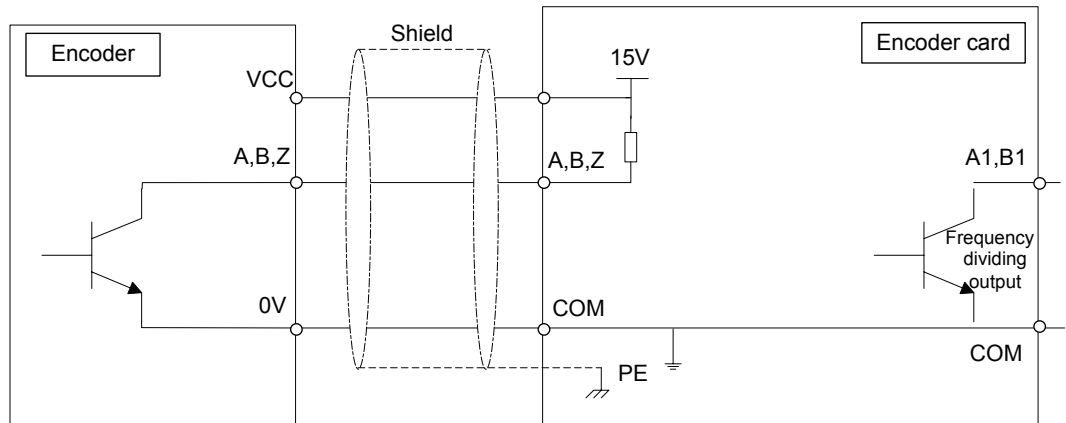 Encoder
Shield
Encoder card
VCC
15V
A,B,Z
A,B,Z
A1,B1
Frequency
dividing
output
0V
COM
COM
PE